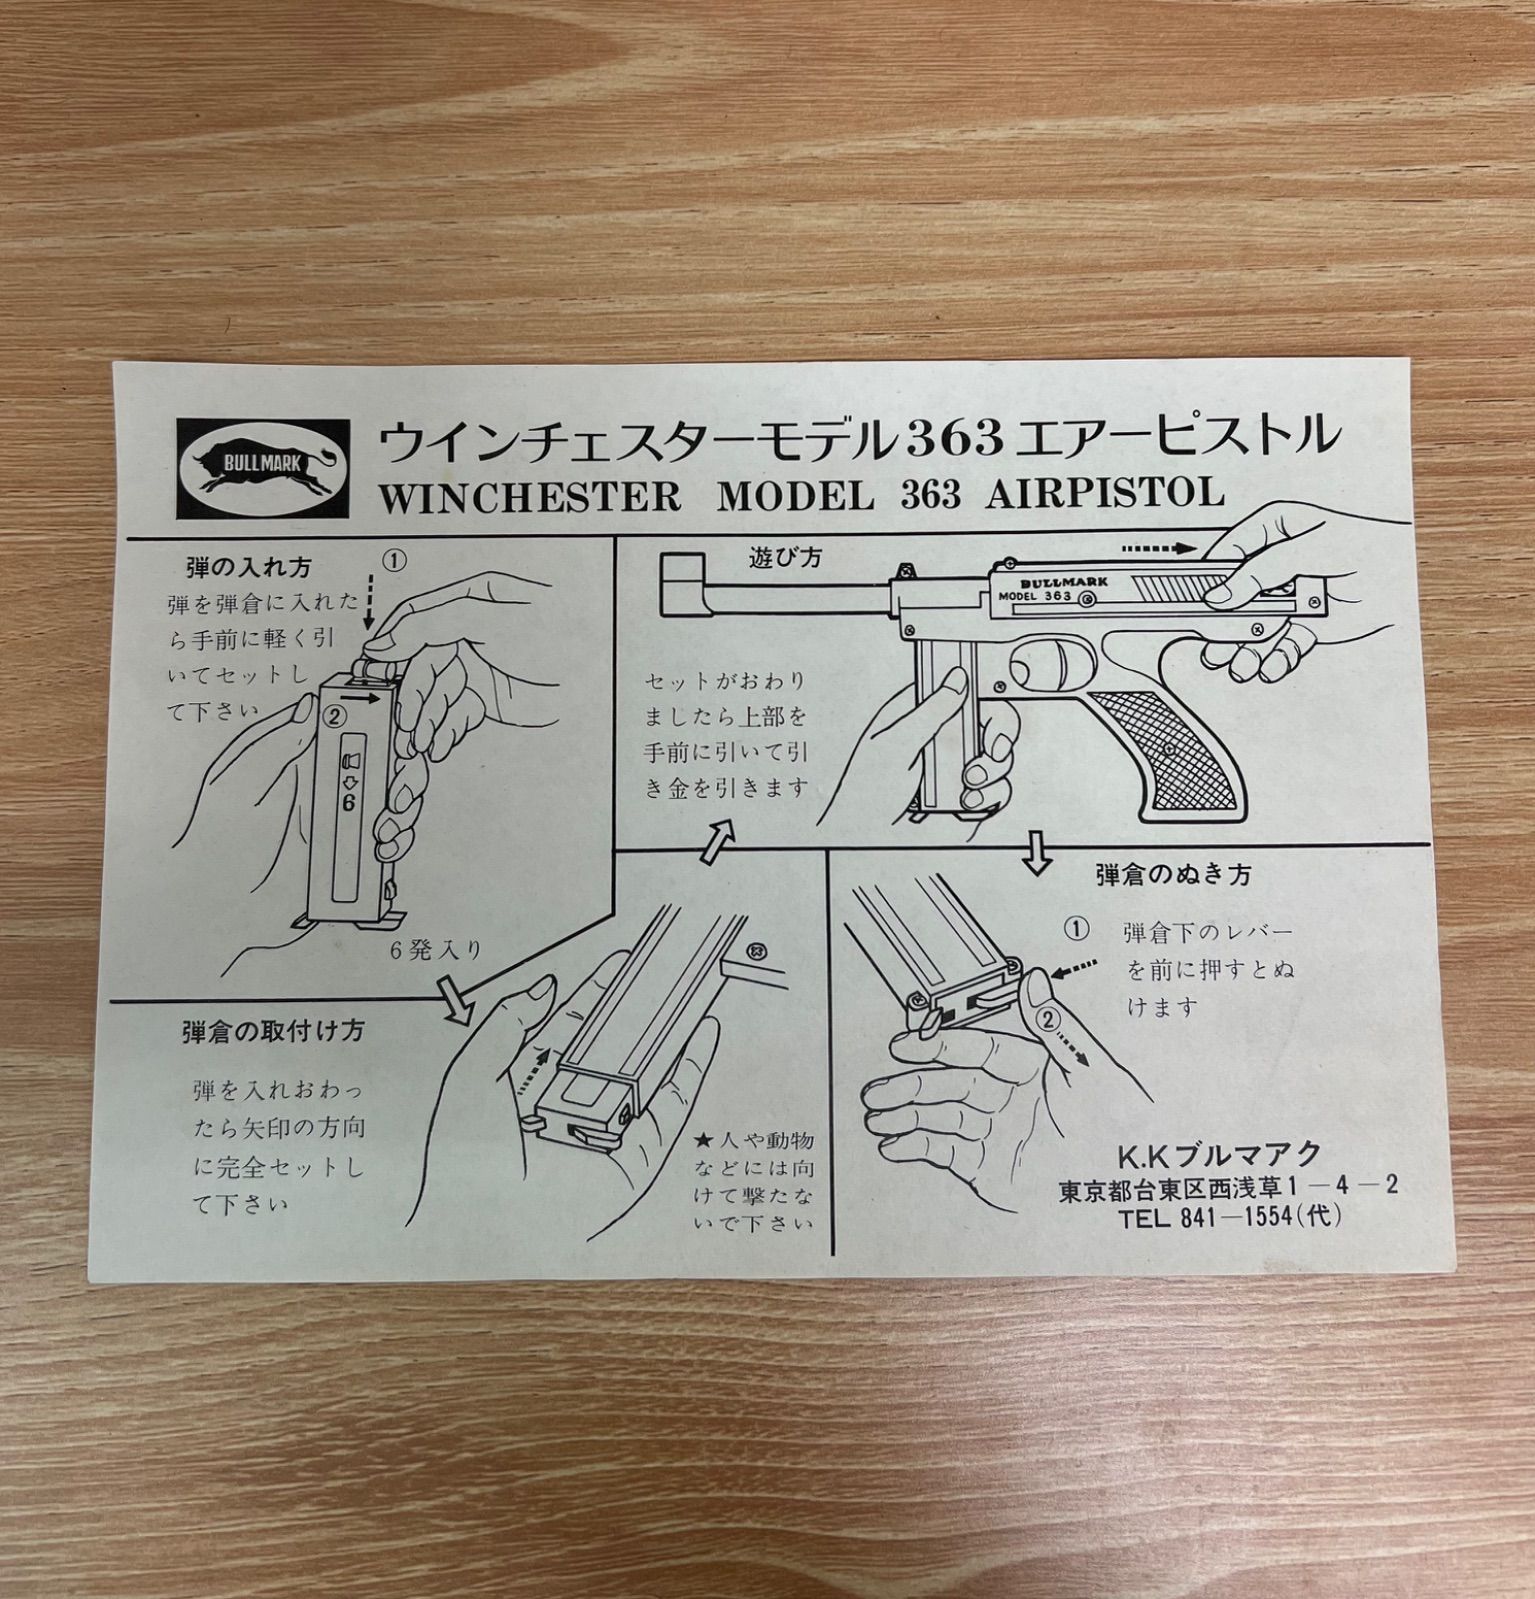 BULLMARK
ウインチェスターモデル363エアーピストル
WINCHESTER MODEL 363 AIRPISTOL
弾の入れ方
①
弾を弾倉に入れた
ら手前に軽く引
いてセットし
て下さい
②
6
6発入り
遊び方
BULLMARK
MODEL 363
セットがおわり
ましたら上部を
手前に引いて引
き金を引きます
弾倉の取付け方
弾を入れおわっ
たら矢印の方向
に完全セットし
て下さい
★人や動物
などには向
けて撃たな
いで下さい
弾倉のぬき方
①
弾倉下のレバー
を前に押すとぬ
けます
②
K.Kブルマアク
東京都台東区西浅草1-4-2
TEL 841-1554(代)